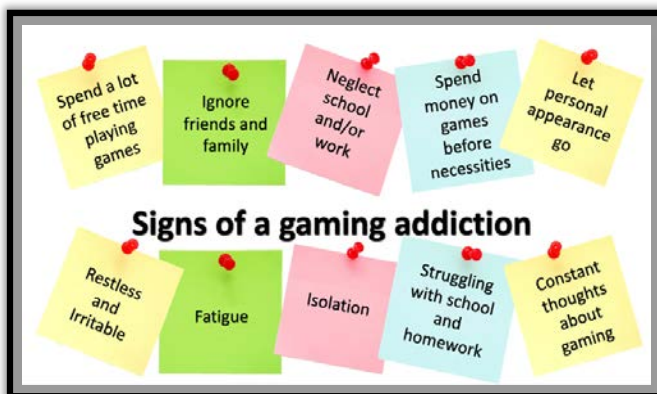 Spend a lot
of free time
playing
games
Ignore
friends and
family
Neglect
school
and/or
work
Spend
money on
games
before
necessities
Let
personal
appearance
go
Signs of a gaming addiction
Restless
and
Irritable
Fatigue
Isolation
Struggling
with school
and
homework
Constant
thoughts
about
gaming